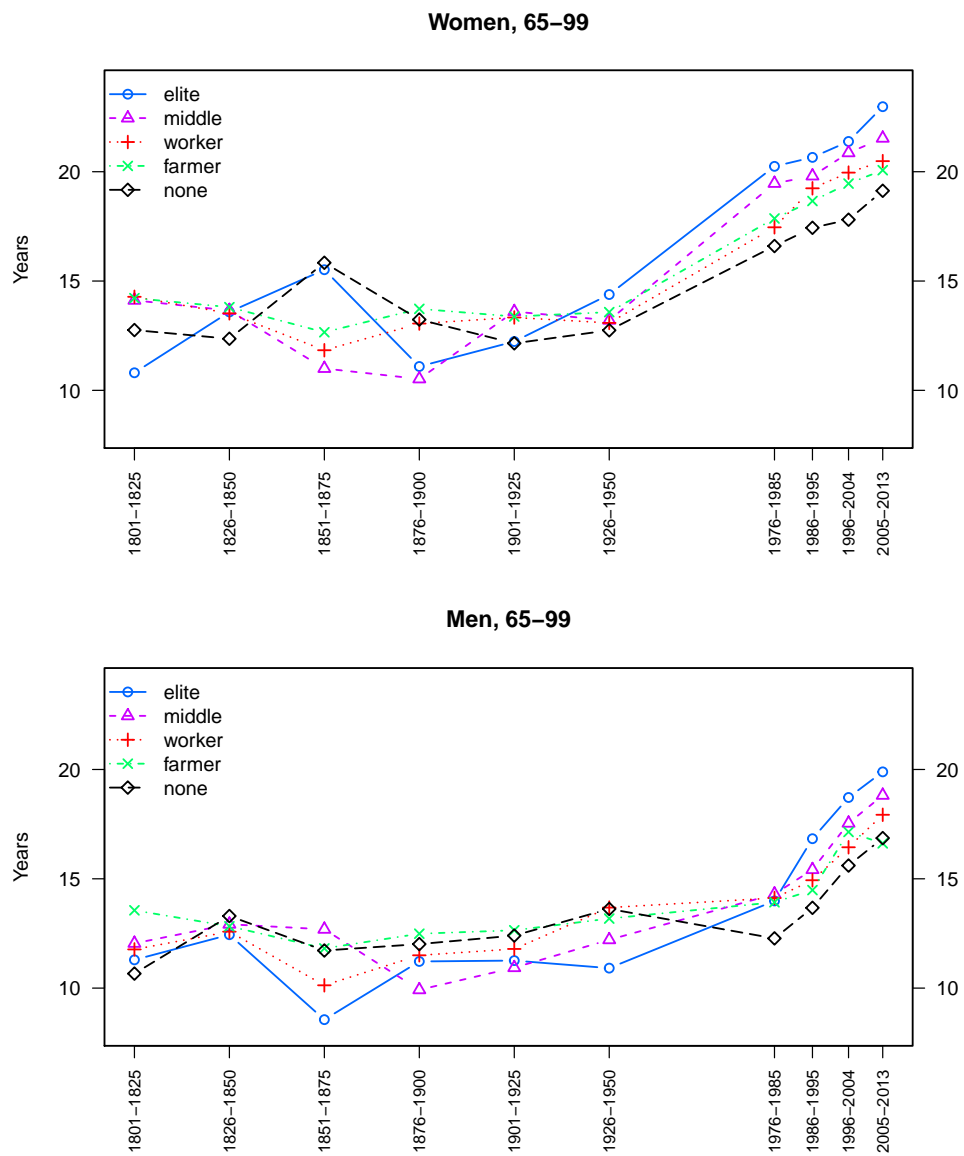 Women, 65−99
elite
middle
worker
farmer
none
Years
20
15
10
20
15
10
1801−1825
1826−1850
1851−1875
1876−1900
1901−1925
1926−1950
1976−1985
1986−1995
1996−2004
2005−2013
Men, 65−99
elite
middle
worker
farmer
none
Years
20
15
10
20
15
10
1801−1825
1826−1850
1851−1875
1876−1900
1901−1925
1926−1950
1976−1985
1986−1995
1996−2004
2005−2013